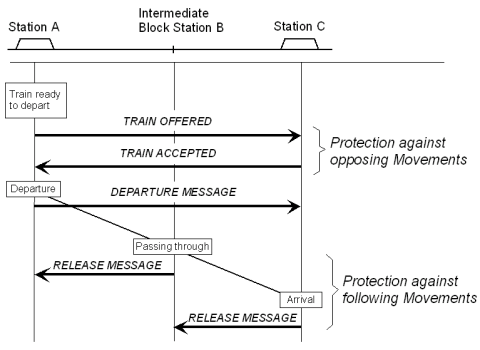 Intermediate
Station A
Block Station B
Station C
Train ready
to depart
TRAIN OFFERED
TRAIN ACCEPTED
Protection against
opposing Movements
Departure
DEPARTURE MESSAGE
Passing through
RELEASE MESSAGE
Protection against
following Movements
Arrival
RELEASE MESSAGE